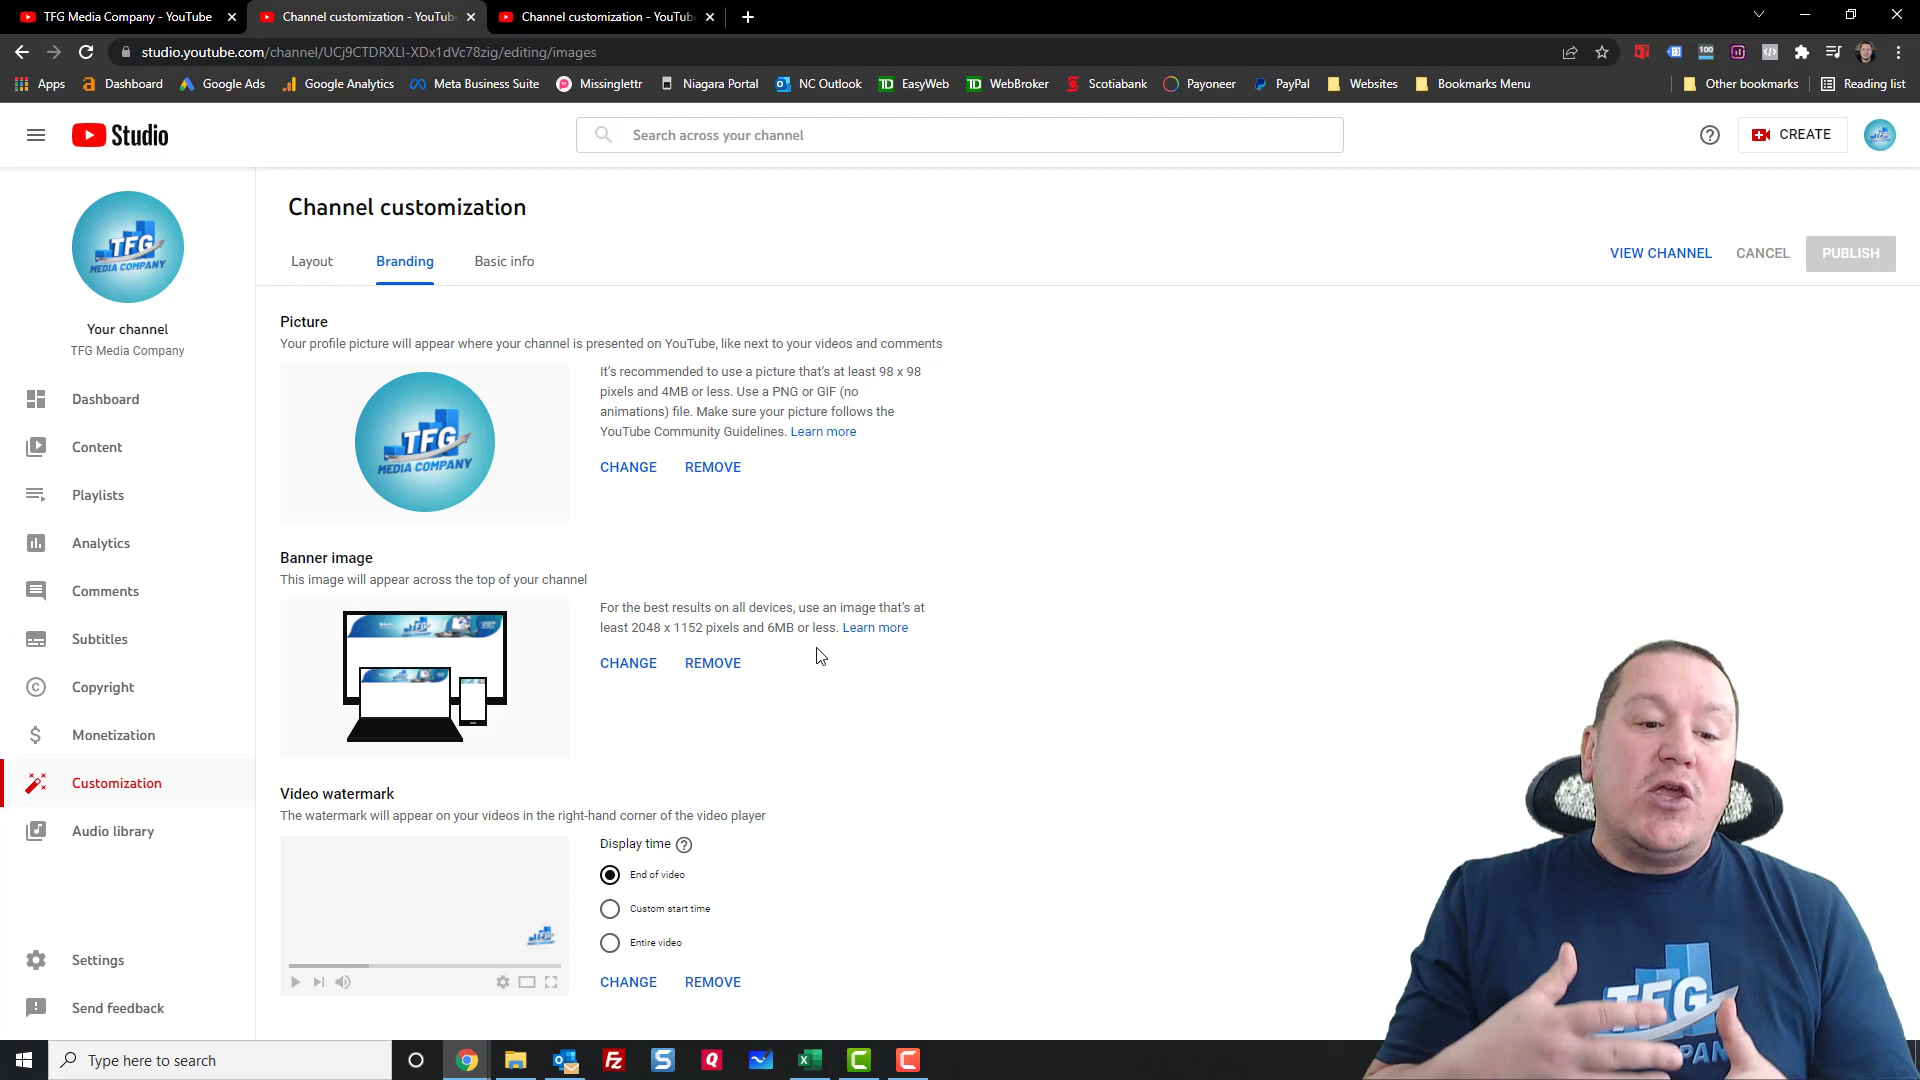 TFG Media Company - YouTube
Channel customization - YouTube
Channel customization - YouTub
studio.youtube.com/channel/UCj9CTDRXLI-XDx1dVc78zig/editing/images
Apps
Dashboard
Google Ads
Google Analytics
Meta Business Suite
Missinglettr
Niagara Portal
NC Outlook
EasyWeb
WebBroker
Scotiabank
Payoneer
PayPal
Websites
Bookmarks Menu
Other bookmarks
Reading list
Studio
Search across your channel
CREATE
Channel customization
Layout
Branding
Basic info
VIEW CHANNEL
CANCEL
PUBLISH
TFG
MEDIA COMPANY
Your channel
TFG Media Company
Dashboard
Content
Playlists
Analytics
Comments
Subtitles
Copyright
Monetization
Customization
Audio library
Settings
Send feedback
Picture
Your profile picture will appear where your channel is presented on YouTube, like next to your videos and comments
TFG
MEDIA COMPANY
It's recommended to use a picture that's at least 98 x 98
pixels and 4MB or less. Use a PNG or GIF (no
animations) file. Make sure your picture follows the
YouTube Community Guidelines. Learn more
CHANGE
REMOVE
Banner image
This image will appear across the top of your channel
For the best results on all devices, use an image that's at
least 2048 x 1152 pixels and 6MB or less. Learn more
CHANGE
REMOVE
Video watermark
The watermark will appear on your videos in the right-hand corner of the video player
Display time
End of video
Custom start time
Entire video
CHANGE
REMOVE
TFG
Type here to search